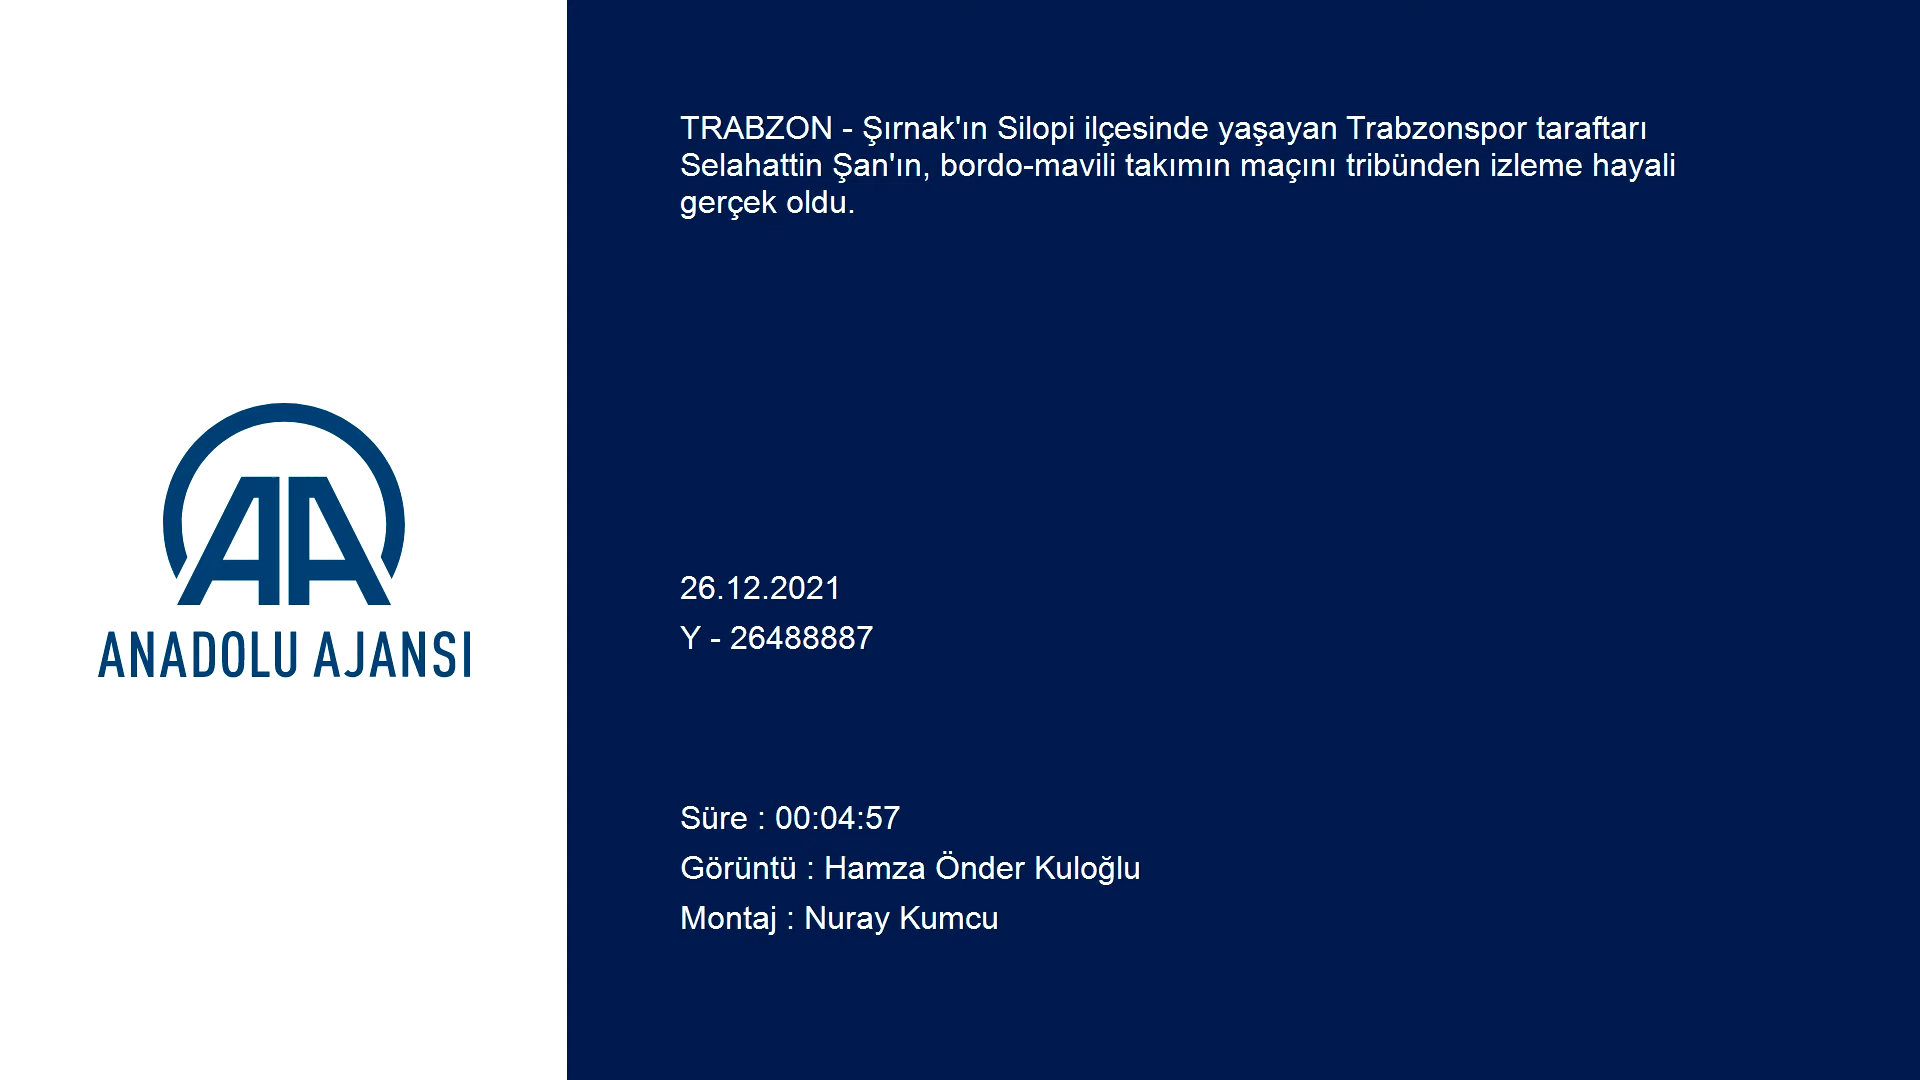 TRABZON - Şırnak'ın Silopi ilçesinde yaşayan Trabzonspor taraftarı
Selahattin Şan'ın, bordo-mavili takımın maçını tribünden izleme hayali
gerçek oldu.
AA
ANADOLU AJANSI
26.12.2021
Y - 26488887
Süre : 00:04:57
Görüntü : Hamza Önder Kuloğlu
Montaj : Nuray Kumcu